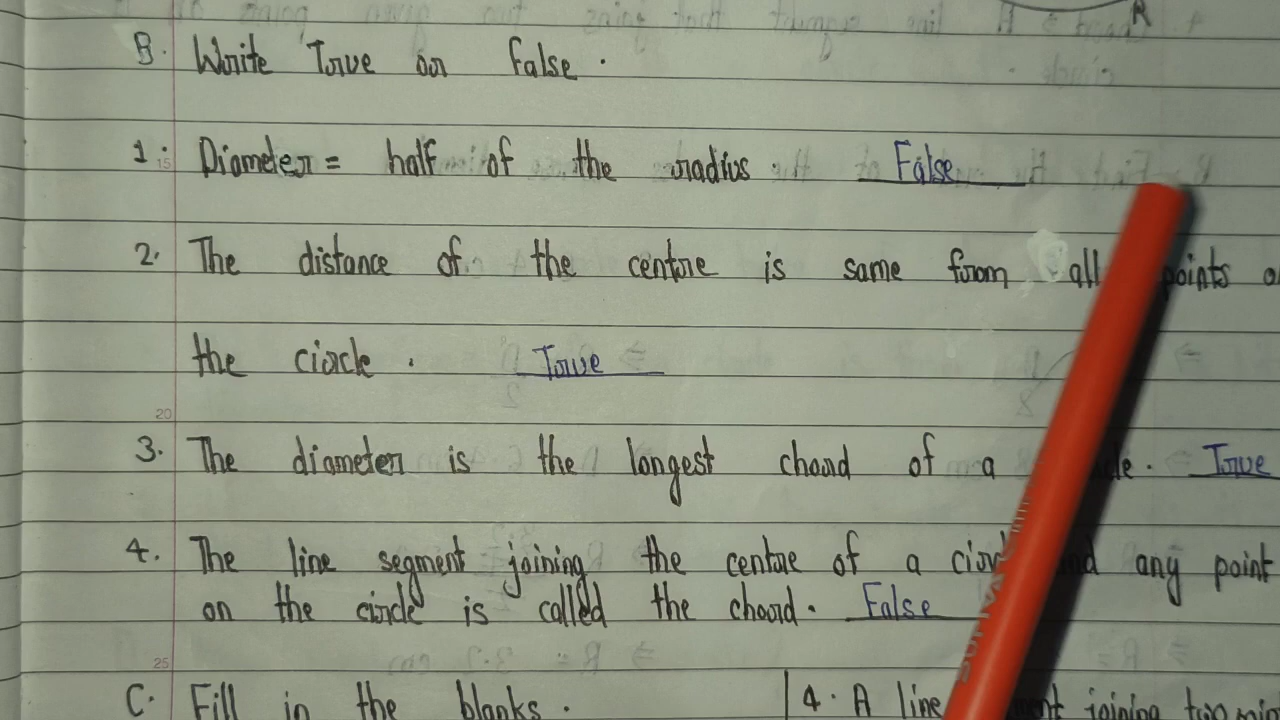 B. Write True or False.
1. Diameter = half of the radius. False
2. The distance of the centre is same from all points
the circle. True
3. The diameter is the longest chord of a True
4. The line segment joining the centre of a any point
on the circle is called the chord. False
C. Fill in the blanks. 4. A line joining two
15
20
25
R